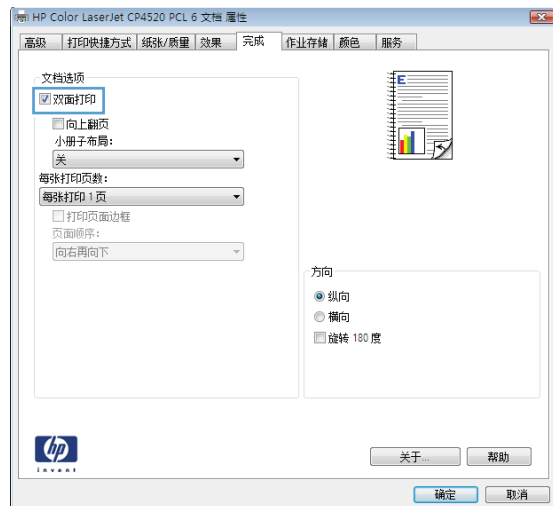 HP Color LaserJet CP4520 PCL 6 文档 属性
高级 打印快捷方式 纸张/质量 效果 完成 作业存储 颜色 服务
文档选项
双面打印
向上翻页
小册子布局:
关
每张打印页数:
每张打印 1 页
打印页面边框
页面顺序:
向右再向下
E
方向
纵向
横向
旋转 180 度
hp
invent
关于...
帮助
确定
取消